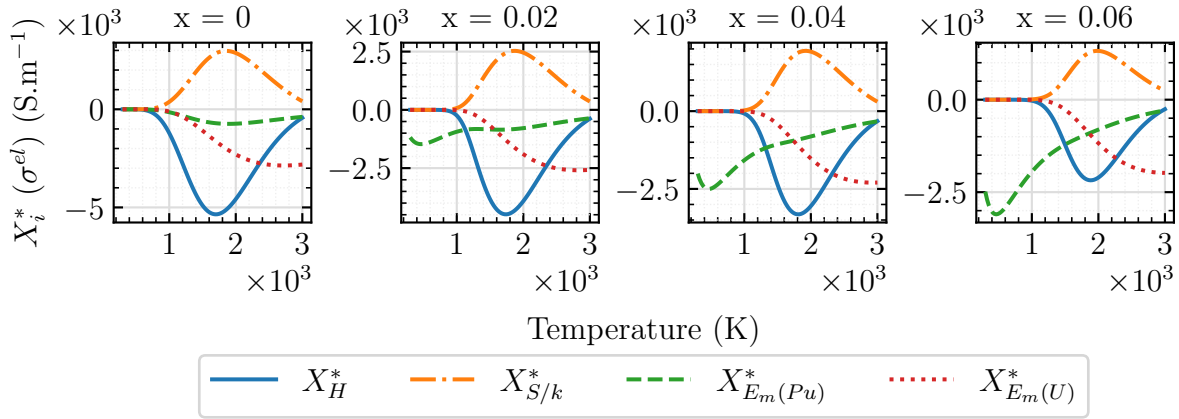 x = 0 x = 0.02 x = 0.04 x = 0.06
×10³ ×10³ ×10³ ×10³
X*_i (σ^{el}) (S.m⁻¹)
0 −5
2.5 0.0 −2.5
0.0 −2.5
0.0 −2.5
1 2 3 1 2 3 1 2 3 1 2 3
×10³ ×10³ ×10³ ×10³
Temperature (K)
X*_H X*_{S/k} X*_{E_m(Pu)} X*_{E_m(U)}